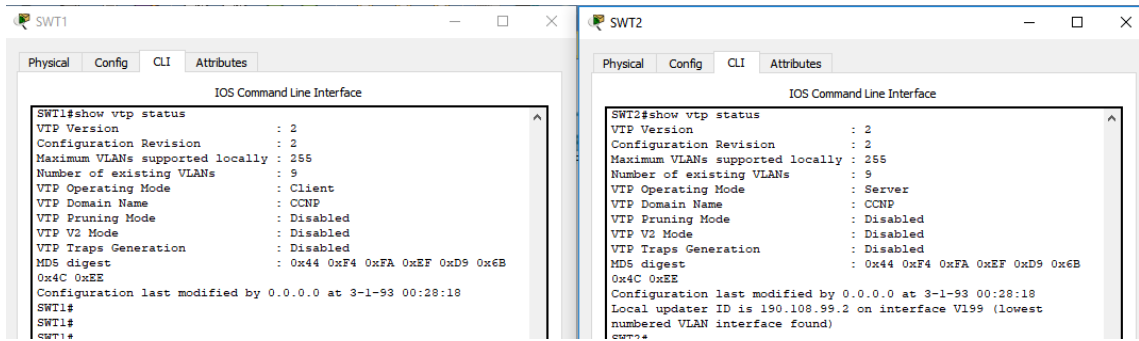 SWT1
Physical Config CLI Attributes
IOS Command Line Interface
SWT1#show vtp status
VTP Version : 2
Configuration Revision : 2
Maximum VLANs supported locally : 255
Number of existing VLANs : 9
VTP Operating Mode : Client
VTP Domain Name : CCNP
VTP Pruning Mode : Disabled
VTP V2 Mode : Disabled
VTP Traps Generation : Disabled
MD5 digest : 0x44 0xF4 0xFA 0xEF 0xD9 0x6B
0x4C 0xEE
Configuration last modified by 0.0.0.0 at 3-1-93 00:28:18
SWT1#
SWT1#
SWT1#
SWT2
Physical Config CLI Attributes
IOS Command Line Interface
SWT2#show vtp status
VTP Version : 2
Configuration Revision : 2
Maximum VLANs supported locally : 255
Number of existing VLANs : 9
VTP Operating Mode : Server
VTP Domain Name : CCNP
VTP Pruning Mode : Disabled
VTP V2 Mode : Disabled
VTP Traps Generation : Disabled
MD5 digest : 0x44 0xF4 0xFA 0xEF 0xD9 0x6B
0x4C 0xEE
Configuration last modified by 0.0.0.0 at 3-1-93 00:28:18
Local updater ID is 190.108.99.2 on interface Vl99 (lowest
numbered VLAN interface found)
SWT2#